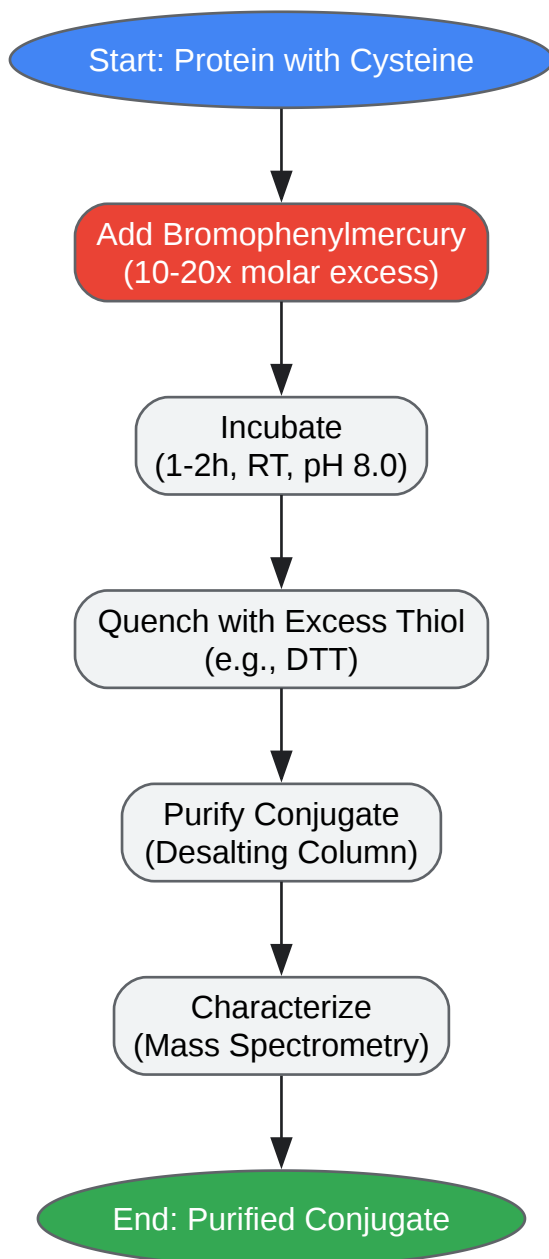 Start: Protein with Cysteine
Add Bromophenylmercury
(10-20x molar excess)
Incubate
(1-2h, RT, pH 8.0)
Quench with Excess Thiol
(e.g., DTT)
Purify Conjugate
(Desalting Column)
Characterize
(Mass Spectrometry)
End: Purified Conjugate